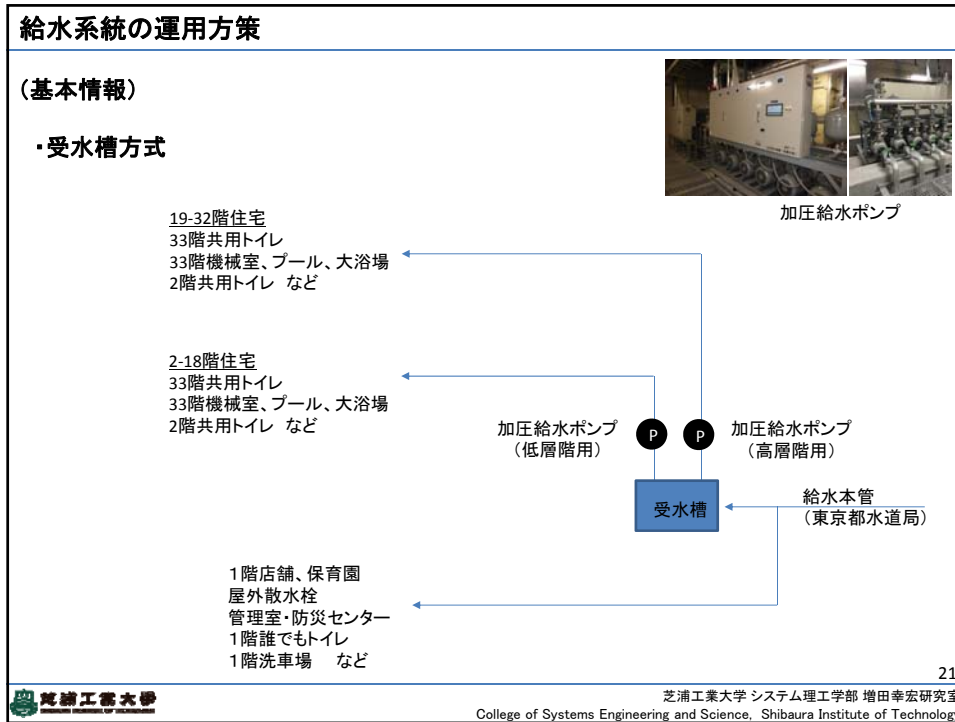 給水系統の運用方策
（基本情報）
・受水槽方式
加圧給水ポンプ
19-32階住宅
33階共用トイレ
33階機械室、プール、大浴場
2階共用トイレ など
2-18階住宅
33階共用トイレ
33階機械室、プール、大浴場
2階共用トイレ など
加圧給水ポンプ
（低層階用）
P
P
加圧給水ポンプ
（高層階用）
受水槽
給水本管
（東京都水道局）
1階店舗、保育園
屋外散水栓
管理室・防災センター
1階誰でもトイレ
1階洗車場 など
21
芝浦工業大学
芝浦工業大学 システム理工学部 増田幸宏研究室
College of Systems Engineering and Science, Shibaura Institute of Technology